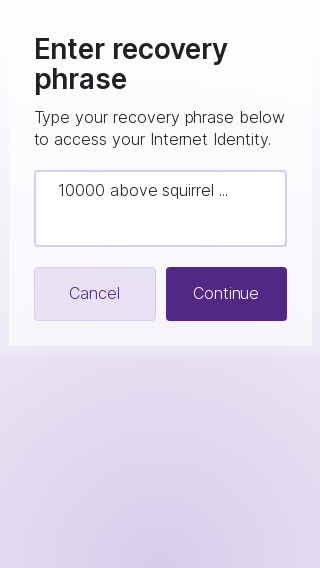 Enter recovery
phrase
Type your recovery phrase below
to access your Internet Identity.
10000 above squirrel ...
Cancel
Continue